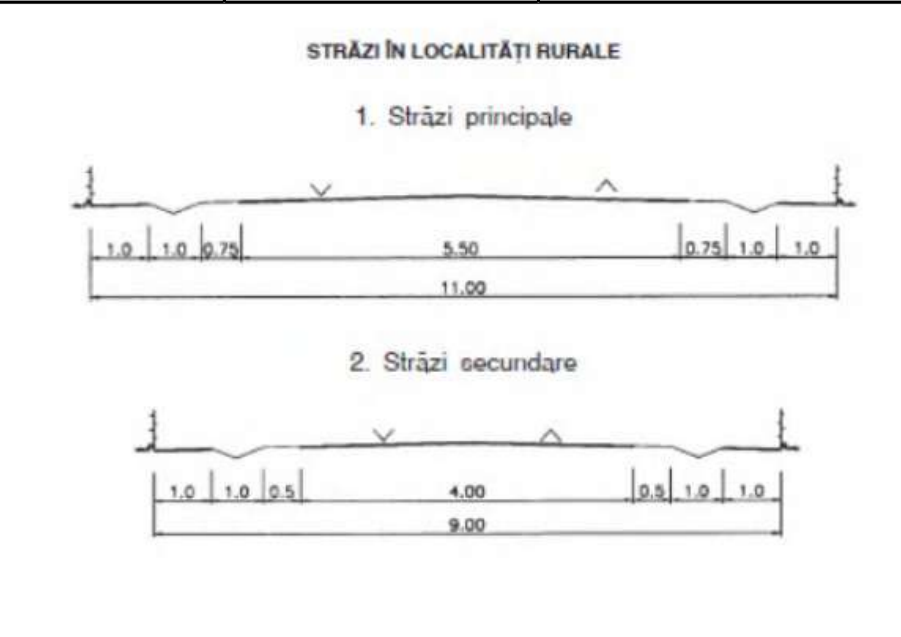 STRĂZI ÎN LOCALITĂȚI RURALE
1. Străzi principale
1.0 1.0 0.75 5.50 0.75 1.0 1.0
11.00
2. Străzi secundare
1.0 1.0 0.5 4.00 0.5 1.0 1.0
9.00